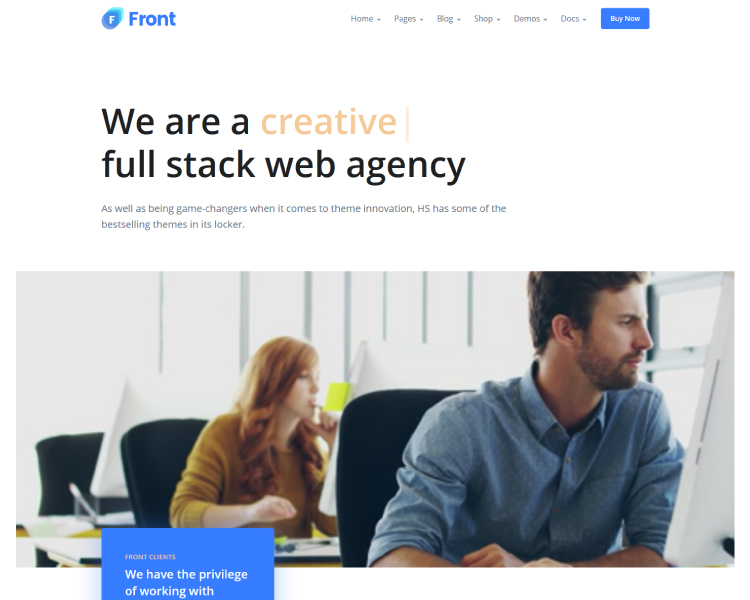 Front
Home Pages Blog Shop Demos Docs Buy Now
We are a creative
full stack web agency
As well as being game-changers when it comes to theme innovation, HS has some of the
bestselling themes in its locker.
FRONT CLIENTS
We have the privilege
of working with